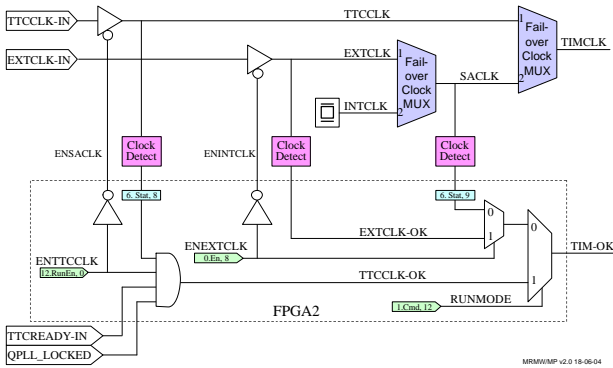 TTCCLK-IN
TTCCLK
1
Fail-
over
Clock
MUX
2
TIMCLK
EXTCLK-IN
EXTCLK
1
Fail-
over
Clock
MUX
2
SACLK
INTCLK
ENSACLK
Clock
Detect
ENINTCLK
Clock
Detect
Clock
Detect
6. Stat, 8
6. Stat, 9
0
1
EXTCLK-OK
0
1
TIM-OK
ENTTCCLK
12.RunEn, 0
ENEXTCLK
0.En, 8
TTCCLK-OK
RUNMODE
1.Cmd, 12
FPGA2
TTCREADY-IN
QPLL_LOCKED
MRMW/MP v2.0 18-06-04